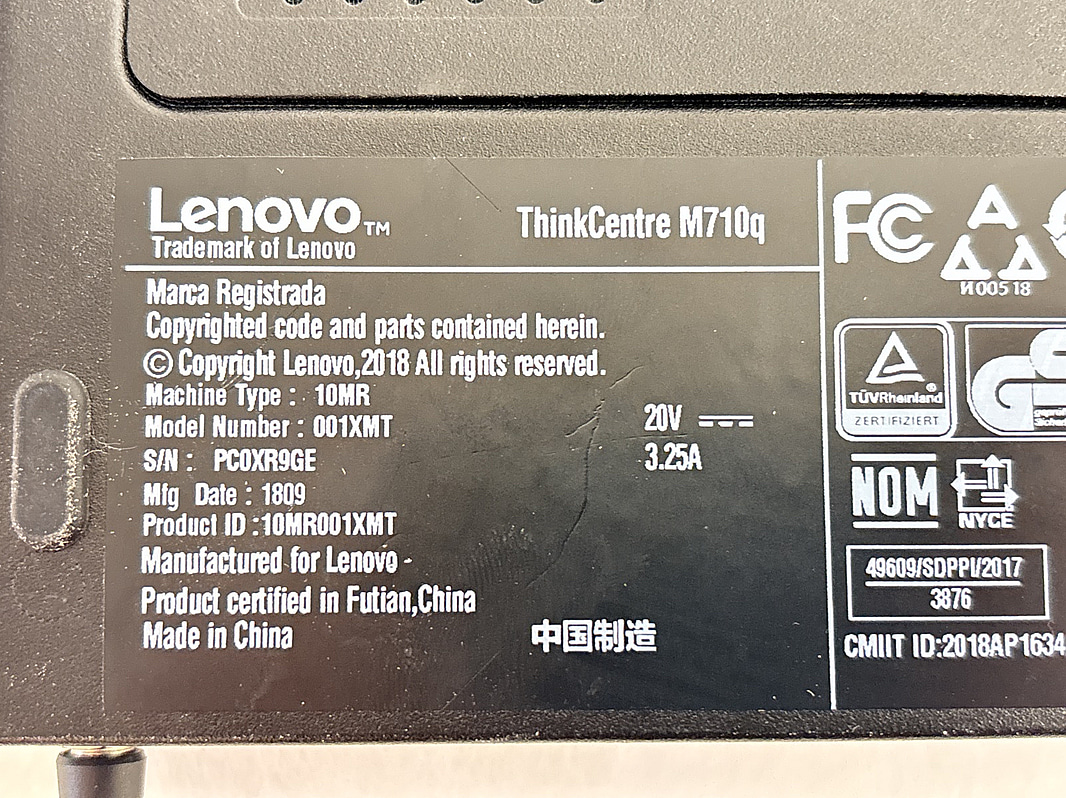 Lenovo™
Trademark of Lenovo
ThinkCentre M710q
Marca Registrada
Copyrighted code and parts contained herein.
© Copyright Lenovo,2018 All rights reserved.
Machine Type : 10MR
Model Number : 001XMT
S/N : PC0XR9GE
Mfg Date : 1809
Product ID :10MR001XMT
Manufactured for Lenovo
Product certified in Futian,China
Made in China
20V
3.25A
中国制造
FC
N00518
TÜVRheinland®
ZERTIFIZIERT
GS
NOM
NYCE
49609/SDPPI/2017
3876
CMIIT ID:2018AP1634